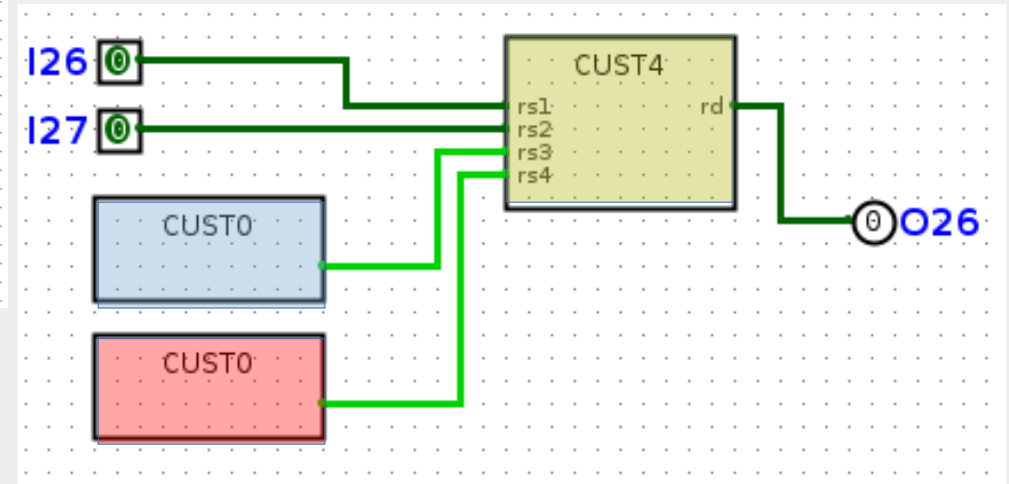 I26 0
I27 0
CUST4
rs1
rs2
rs3
rs4
rd
CUST0
CUST0
0 O26